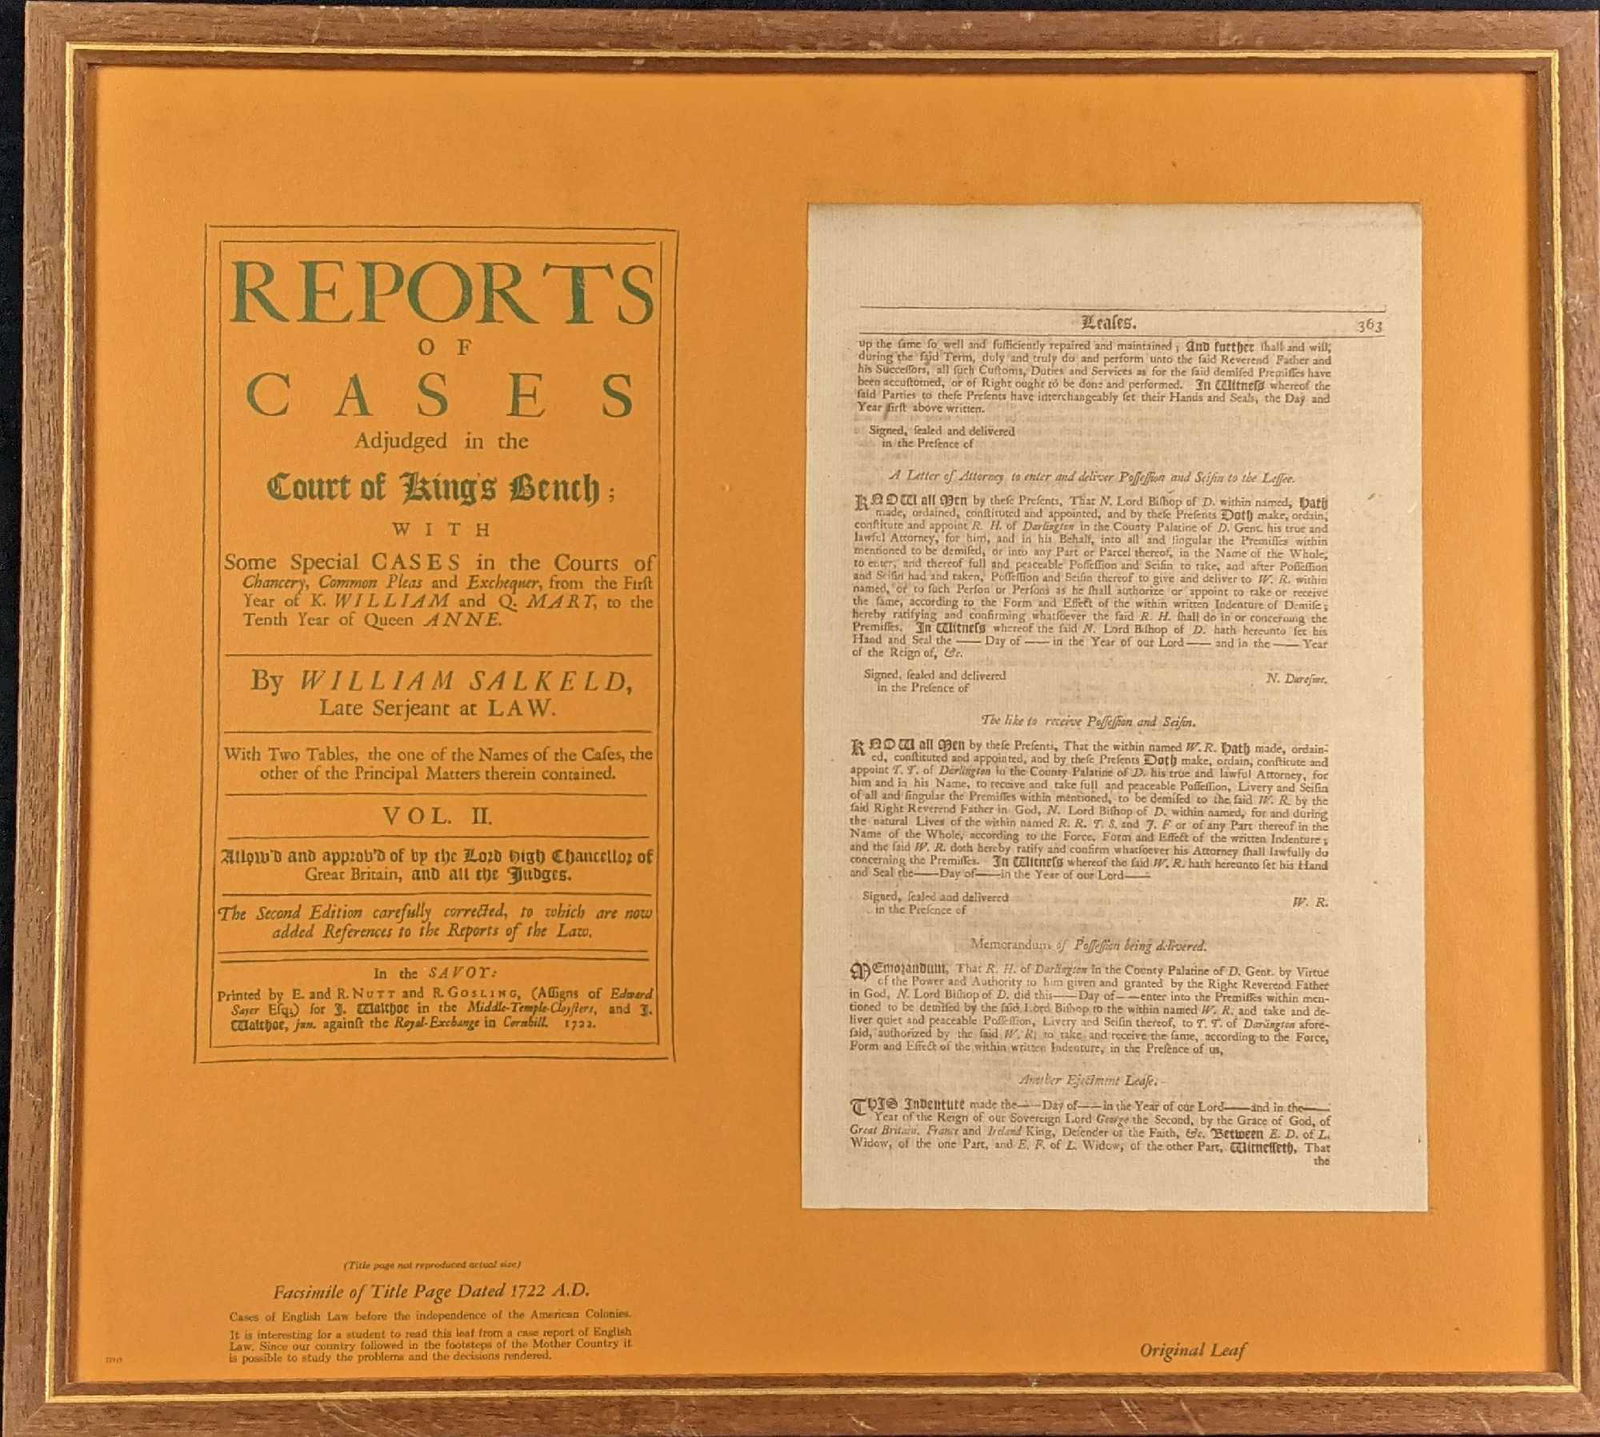 REPORTS
OF
CASES
Adjudged in the
Court of King's Bench;
WITH
Some Special CASES in the Courts of
Chancery, Common Pleas and Exchequer, from the Firſt
Year of K. WILLIAM and Q. MARY, to the
Tenth Year of Queen ANNE.
By WILLIAM SALKELD,
Late Serjeant at LAW.
With Two Tables, the one of the Names of the Caſes, the
other of the Principal Matters therein contained.
VOL. II.
Allow'd and approv'd of by the Lord High Chancellor of
Great Britain, and all the Judges.
The Second Edition carefully corrected, to which are now
added References to the Reports of the Law.
In the SAVOY:
Printed by E. and R. NUTT and R. GOSLING, (Aſſigns of Edward
Sayer Eſq;) for J. Walthoe in the Middle-Temple-Cloyſters, and J.
Walthoe, jun. againſt the Royal-Exchange in Cornhill. 1722.
(Title page not reproduced actual size)
Facsimile of Title Page Dated 1722 A.D.
Cases of English Law before the independence of the American Colonies.
It is interesting for a student to read this leaf from a case report of English
Law. Since our country followed in the footsteps of the Mother Country it
is possible to study the problems and the decisions rendered.
Leaſes. 363
up the ſame ſo well and ſufficiently repaired and maintained; And further ſhall and will,
during the ſaid Term, duly and truly do and perform unto the ſaid Reverend Father and
his Succeſſors, all ſuch Cuſtoms, Duties and Services as for the ſaid demiſed Premiſſes have
been accuſtomed, or of Right ought to be done and performed. In Witneſs whereof the
ſaid Parties to theſe Preſents have interchangeably ſet their Hands and Seals, the Day and
Year firſt above written.
Signed, ſealed and delivered
in the Preſence of
A Letter of Attorney to enter and deliver Poſſeſſion and Seiſin to the Leſſee.
KNOW all Men by theſe Preſents, That N. Lord Biſhop of D. within named, Hath
made, ordained, conſtituted and appointed, and by theſe Preſents Doth make, ordain,
conſtitute and appoint R. H. of Darlington in the County Palatine of D. Gent. his true and
lawful Attorney, for him, and in his Behalf, into all and ſingular the Premiſſes within
mentioned to be demiſed, or into any Part or Parcel thereof, in the Name of the Whole,
to enter, and thereof full and peaceable Poſſeſſion and Seiſin to take, and after Poſſeſſion
and Seiſin had and taken, Poſſeſſion and Seiſin thereof to give and deliver to W. R. within
named, or to ſuch Perſon or Perſons as he ſhall authorize or appoint to take or receive
the ſame, according to the Form and Effect of the within written Indenture of Demiſe;
hereby ratifying and confirming whatſoever the ſaid R. H. ſhall do in or concerning the
Premiſſes. In Witneſs whereof the ſaid N. Lord Biſhop of D. hath hereunto ſet his
Hand and Seal the —— Day of —— in the Year of our Lord —— and in the —— Year
of the Reign of, &c.
Signed, ſealed and delivered
in the Preſence of
N. Dureſme.
The like to receive Poſſeſſion and Seiſin.
KNOW all Men by theſe Preſents, That the within named W. R. Hath made, ordain-
ed, conſtituted and appointed, and by theſe Preſents Doth make, ordain, conſtitute and
appoint T. T. of Darlington in the County Palatine of D. his true and lawful Attorney, for
him and in his Name, to receive and take full and peaceable Poſſeſſion, Livery and Seiſin
of all and ſingular the Premiſſes within mentioned, to be demiſed to the ſaid W. R. by the
ſaid Right Reverend Father in God, N. Lord Biſhop of D. within named, for and during
the natural Lives of the within named R. R. T. S. and J. F or of any Part thereof in the
Name of the Whole, according to the Force, Form and Effect of the written Indenture;
and the ſaid W. R. doth hereby ratify and confirm whatſoever his Attorney ſhall lawfully do
concerning the Premiſſes. In Witneſs whereof the ſaid W. R. hath hereunto ſet his Hand
and Seal the——Day of——in the Year of our Lord——
Signed, ſealed and delivered
in the Preſence of
W. R.
Memorandum of Poſſeſſion being delivered.
MEmorandum, That R. H. of Darlington in the County Palatine of D. Gent. by Virtue
of the Power and Authority to him given and granted by the Right Reverend Father
in God, N. Lord Biſhop of D. did this——Day of——enter into the Premiſſes within men-
tioned to be demiſed by the ſaid Lord Biſhop to the within named W. R. and take and de-
liver quiet and peaceable Poſſeſſion, Livery and Seiſin thereof, to T. T. of Darlington afore-
ſaid, authorized by the ſaid W. R. to take and receive the ſame, according to the Force,
Form and Effect of the within written Indenture, in the Preſence of us,
Another Ejectment Leaſe.
THIS Indenture made the——Day of——in the Year of our Lord——and in the——
Year of the Reign of our Sovereign Lord George the Second, by the Grace of God, of
Great Britain, France and Ireland King, Defender of the Faith, &c. Between E. D. of L.
Widow, of the one Part, and E. F. of L. Widow, of the other Part, Witneſſeth, That
the
Original Leaf